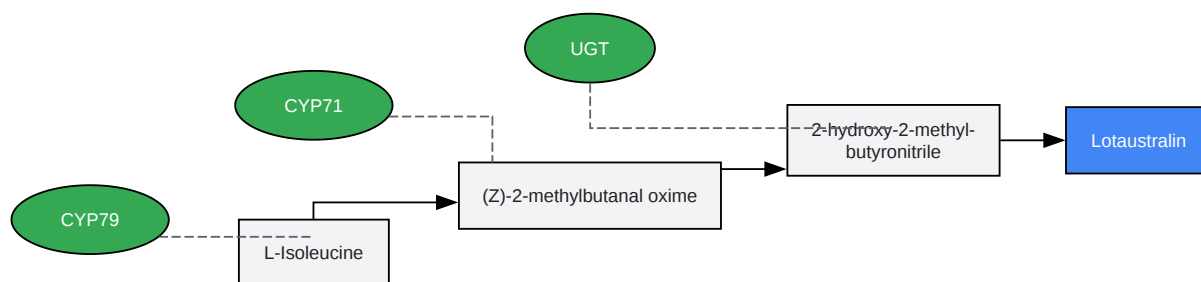 UGT
CYP71
2-hydroxy-2-methyl-
butyronitrile
Lotaustralin
(Z)-2-methylbutanal oxime
CYP79
L-Isoleucine